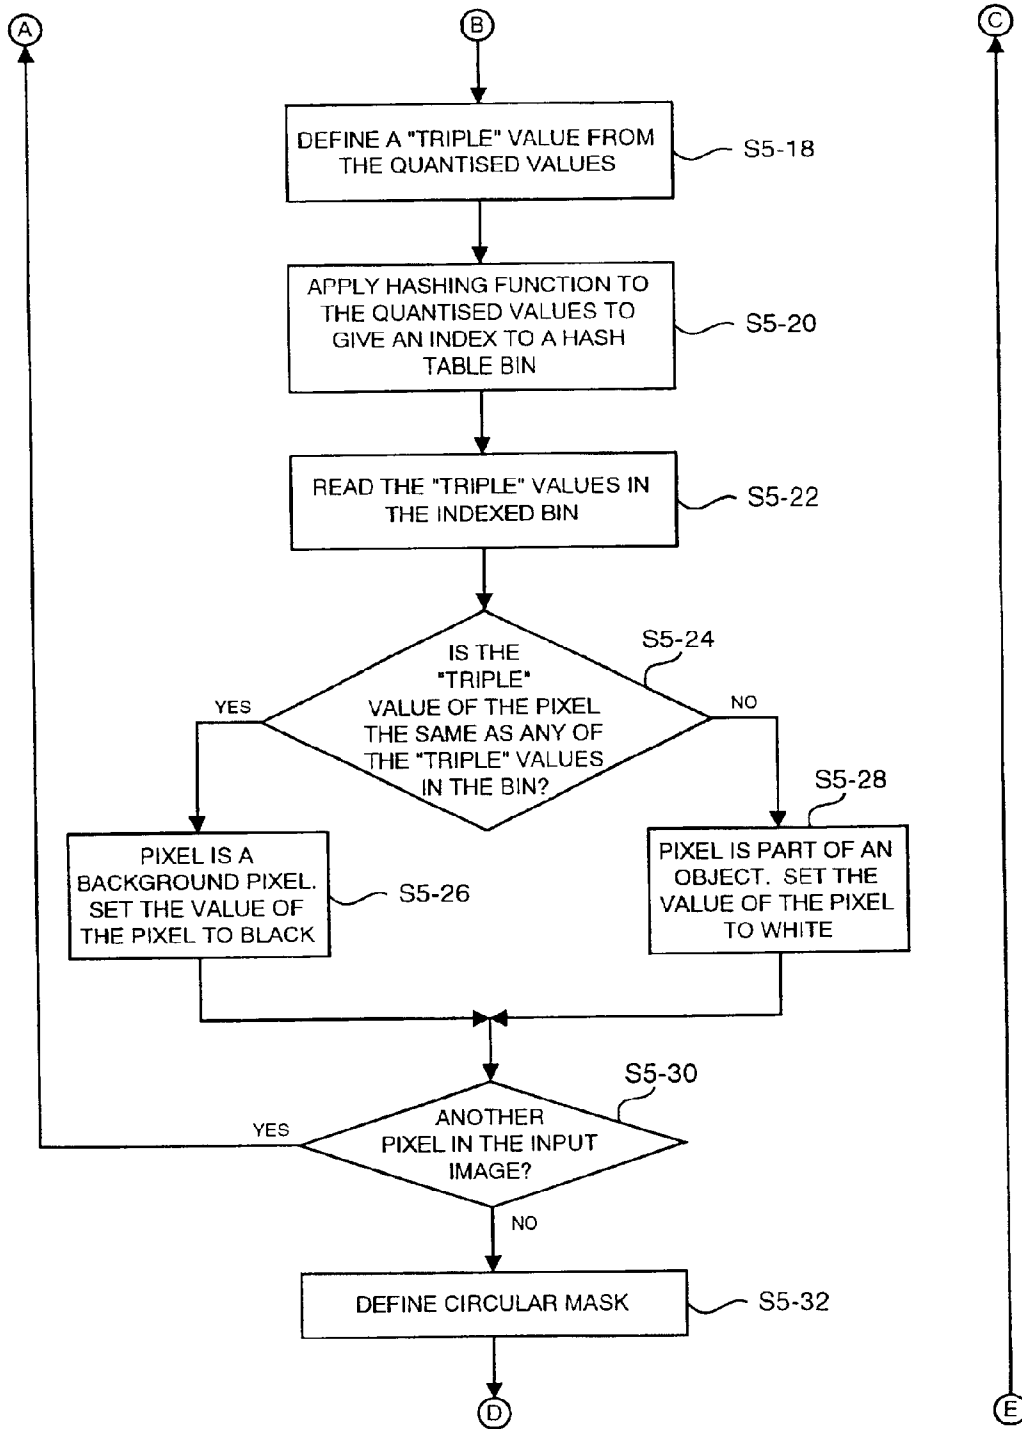 A
B
C
DEFINE A "TRIPLE" VALUE FROM
THE QUANTISED VALUES
S5-18
APPLY HASHING FUNCTION TO
THE QUANTISED VALUES TO
GIVE AN INDEX TO A HASH
TABLE BIN
S5-20
READ THE "TRIPLE" VALUES IN
THE INDEXED BIN
S5-22
IS THE
"TRIPLE"
VALUE OF THE PIXEL
THE SAME AS ANY OF
THE "TRIPLE" VALUES
IN THE BIN?
S5-24
YES
NO
PIXEL IS A
BACKGROUND PIXEL.
SET THE VALUE OF
THE PIXEL TO BLACK
S5-26
S5-28
PIXEL IS PART OF AN
OBJECT. SET THE
VALUE OF THE PIXEL
TO WHITE
S5-30
ANOTHER
PIXEL IN THE INPUT
IMAGE?
YES
NO
DEFINE CIRCULAR MASK
S5-32
D
E